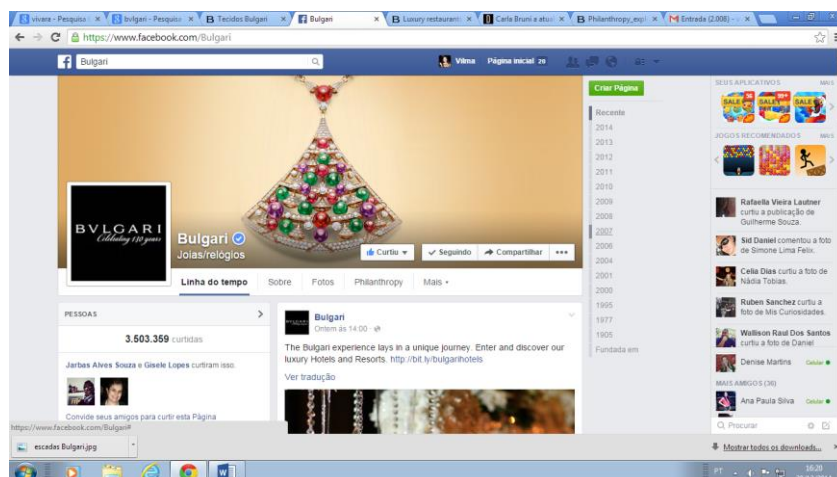 vivara - Pesquisa
bvlgari - Pesquisa
Tecidos Bulgari
Bulgari
Luxury restaurant
Carla Bruni a atua
Philanthropy_expl
Entrada (2.008)
https://www.facebook.com/Bulgari
Bulgari
Vilma
Página inicial 20
Criar Página
Recente
2014
2013
2012
2011
2010
2009
2008
2007
2006
2004
2001
2000
1995
1977
1905
Fundada em
BVLGARI
Celebrating 130 years
Bulgari
Joias/relógios
Curtiu
Seguindo
Compartilhar
Linha do tempo
Sobre
Fotos
Philanthropy
Mais
PESSOAS
3.503.359 curtidas
Jarbas Alves Souza e Gisele Lopes curtiram isso.
Convide seus amigos para curtir esta Página
Bulgari
Ontem às 14:00
The Bulgari experience lays in a unique journey. Enter and discover our
luxury Hotels and Resorts. http://bit.ly/bulgarihotels
Ver tradução
SEUS APLICATIVOS MAIS
SALE
SALE
SALE
JOGOS RECOMENDADOS MAIS
Rafaella Vieira Lautner
curtiu a publicação de
Guilherme Souza.
Sid Daniel comentou a foto
de Simone Lima Felix.
Celia Dias curtiu a foto de
Nádia Tobias.
Ruben Sanchez curtiu a
foto de Mis Curiosidades.
Wallison Raul Dos Santos
curtiu a foto de Daniel
Denise Martins Celular
MAIS AMIGOS (36)
Ana Paula Silva Celular
Procurar
https://www.facebook.com/Bulgari#
escadas Bulgari.jpg
Mostrar todos os downloads...
PT
16:20